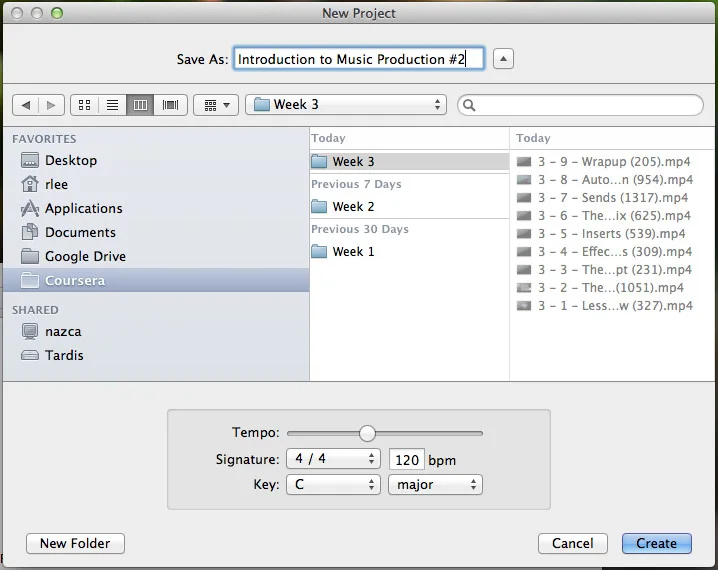 New Project
Save As: Introduction to Music Production #2
Week 3
FAVORITES
Desktop
rlee
Applications
Documents
Google Drive
Coursera
SHARED
nazca
Tardis
Today
Week 3
Previous 7 Days
Week 2
Previous 30 Days
Week 1
Today
3 - 9 - Wrapup (205).mp4
3 - 8 - Auto...n (954).mp4
3 - 7 - Sends (1317).mp4
3 - 6 - The...ix (625).mp4
3 - 5 - Inserts (539).mp4
3 - 4 - Effec...s (309).mp4
3 - 3 - The...pt (231).mp4
3 - 2 - The...(1051).mp4
3 - 1 - Less...w (327).mp4
Tempo:
Signature: 4 / 4 120 bpm
Key: C major
New Folder Cancel Create